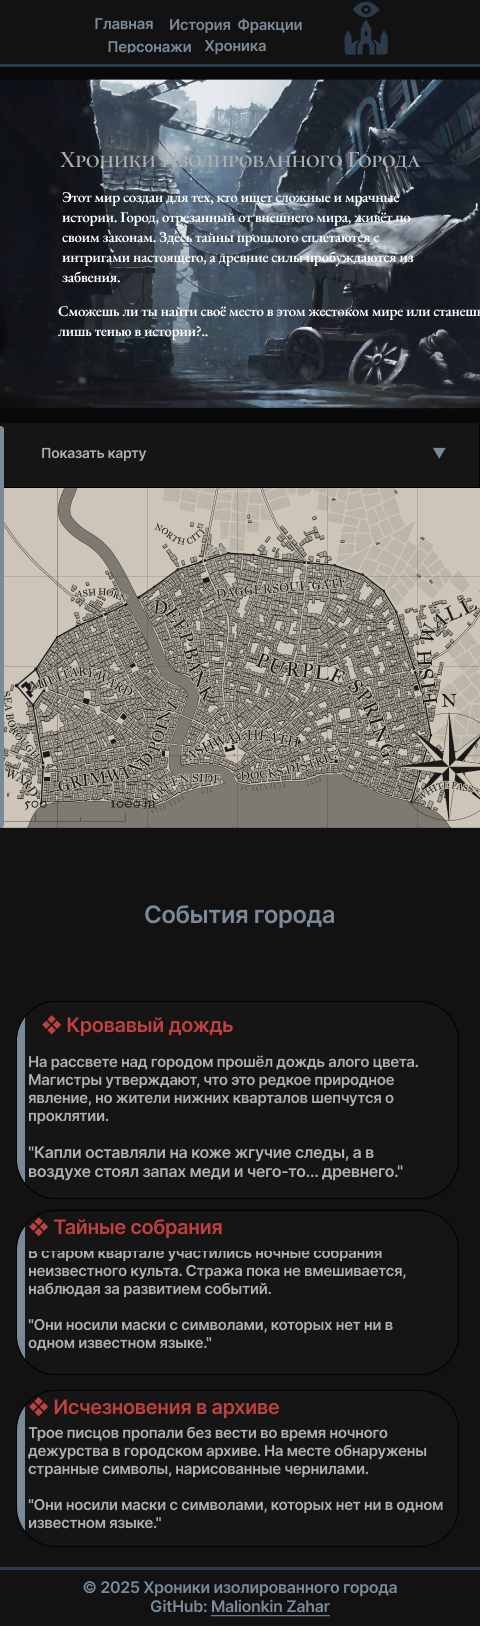 Главная История Фракции
Персонажи Хроника
Хроники Изолированного Города
Этот мир создан для тех, кто ищет сложные и мрачные
истории. Город, отрезанный от внешнего мира, живёт по
своим законам. Здесь тайны прошлого сплетаются с
интригами настоящего, а древние силы пробуждаются из
забвения.
Сможешь ли ты найти своё место в этом жестоком мире или станешь
лишь тенью в истории?..
Показать карту
NORTH CITY
ASH HORN
DAGGERSOUL GATE
DEEP BANK
PURPLE SPRING
MILITARY WARD
SEA BOROUGH
WARD
GRIMWIND POINT
ASHWAY HEATH
GREENSIDE
DOCKS DISTRICT
WHITE PASS
N
500 1000 m
События города
❖ Кровавый дождь
На рассвете над городом прошёл дождь алого цвета.
Магистры утверждают, что это редкое природное
явление, но жители нижних кварталов шепчутся о
проклятии.
"Капли оставляли на коже жгучие следы, а в
воздухе стоял запах меди и чего-то... древнего."
❖ Тайные собрания
В старом квартале участились ночные собрания
неизвестного культа. Стража пока не вмешивается,
наблюдая за развитием событий.
"Они носили маски с символами, которых нет ни в
одном известном языке."
❖ Исчезновения в архиве
Трое писцов пропали без вести во время ночного
дежурства в городском архиве. На месте обнаружены
странные символы, нарисованные чернилами.
"Они носили маски с символами, которых нет ни в одном
известном языке."
© 2025 Хроники изолированного города
GitHub: Malionkin Zahar